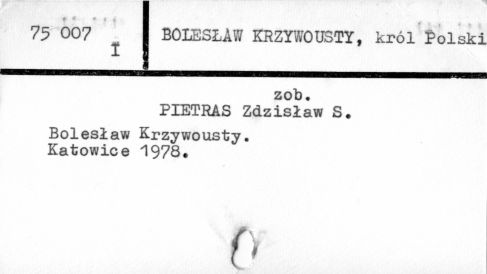 75 007
I
BOLESŁAW KRZYWOUSTY, król Polski
zob.
PIETRAS Zdzisław S.
Bolesław Krzywousty.
Katowice 1978.